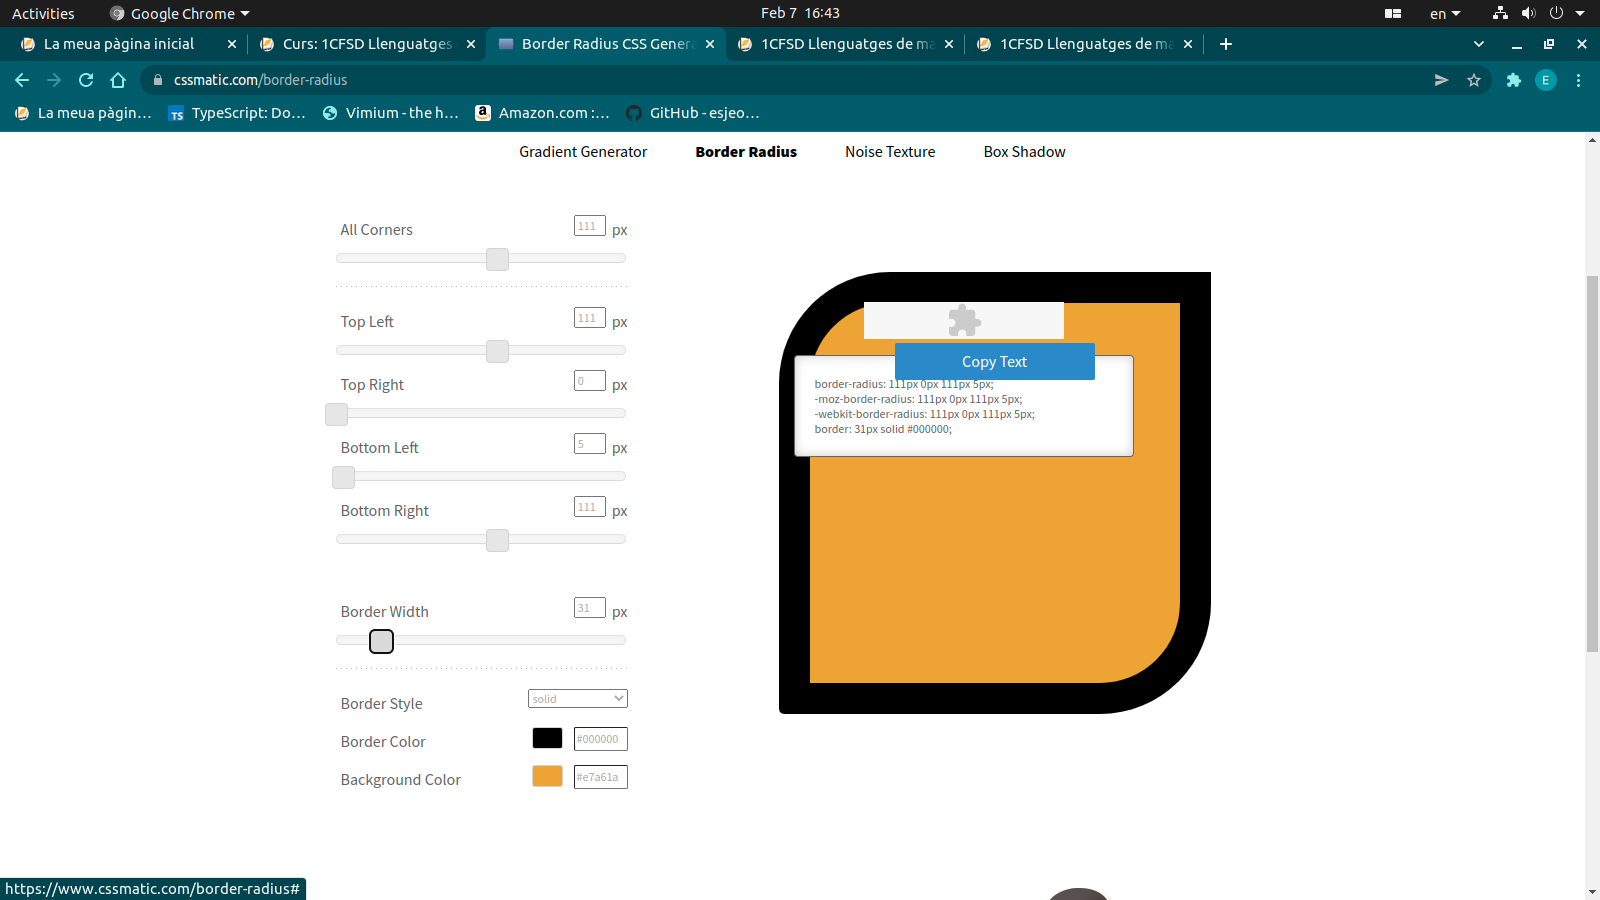 Activities
Google Chrome
Feb 7 16:43
en
La meua pàgina inicial
Curs: 1CFSD Llenguatges
Border Radius CSS Gener
1CFSD Llenguatges de ma
1CFSD Llenguatges de ma
cssmatic.com/border-radius
E
La meua pàgin...
TS
TypeScript: Do...
Vimium - the h...
a
Amazon.com :...
GitHub - esjeo...
Gradient Generator
Border Radius
Noise Texture
Box Shadow
All Corners
111 px
Top Left
111 px
Top Right
0 px
Bottom Left
5 px
Bottom Right
111 px
Border Width
31 px
Border Style
solid
Border Color
#000000
Background Color
#e7a61a
Copy Text
border-radius: 111px 0px 111px 5px;
-moz-border-radius: 111px 0px 111px 5px;
-webkit-border-radius: 111px 0px 111px 5px;
border: 31px solid #000000;
https://www.cssmatic.com/border-radius#